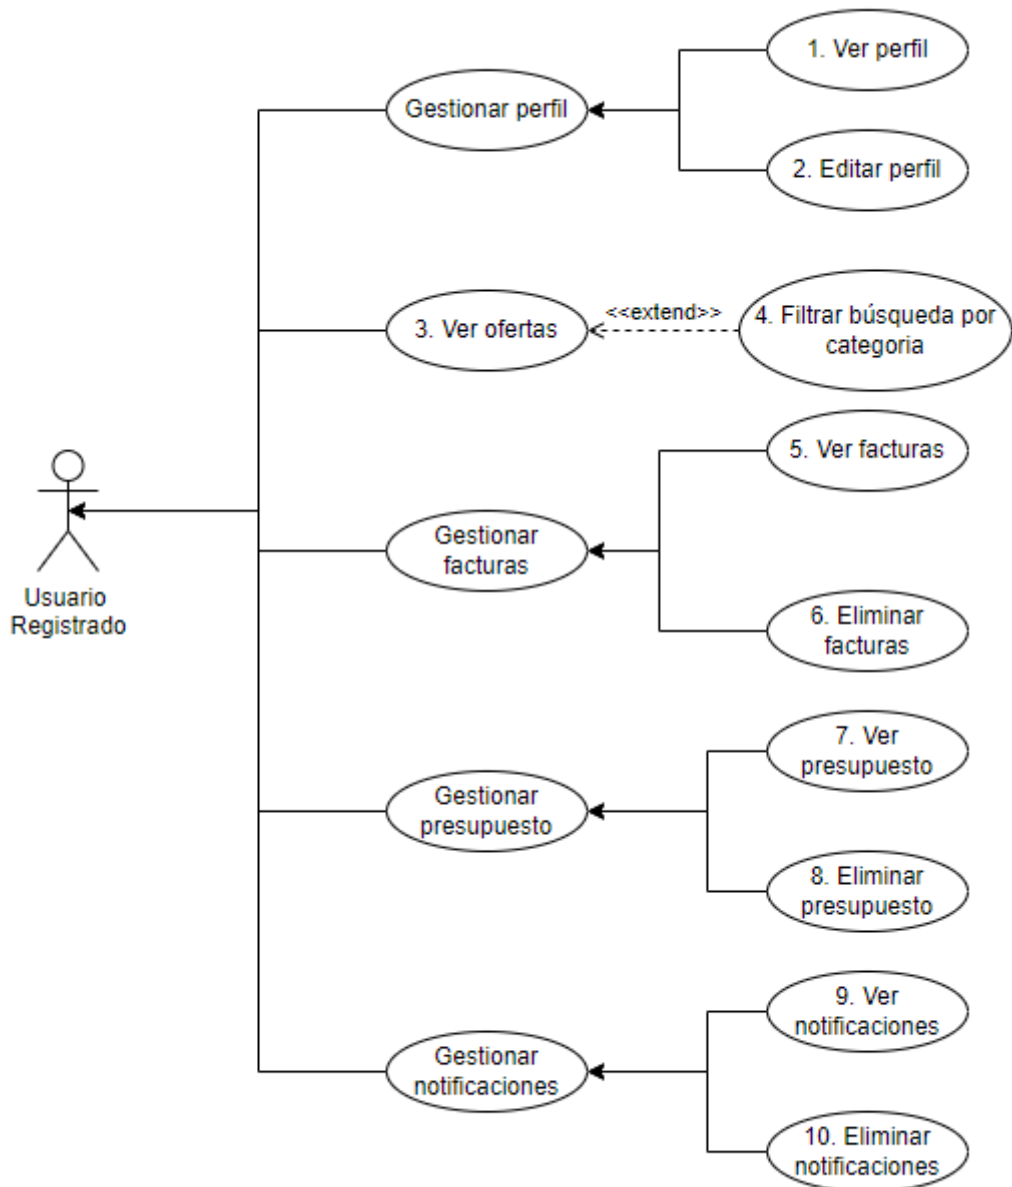 1. Ver perfil
Gestionar perfil
2. Editar perfil
<<extend>>
3. Ver ofertas
4. Filtrar búsqueda por
categoria
5. Ver facturas
Gestionar
facturas
Usuario
Registrado
6. Eliminar
facturas
7. Ver
presupuesto
Gestionar
presupuesto
8. Eliminar
presupuesto
9. Ver
notificaciones
Gestionar
notificaciones
10. Eliminar
notificaciones